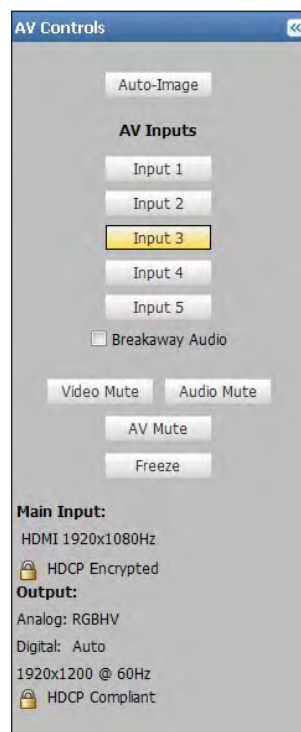 AV Controls
Auto-Image
AV Inputs
Input 1
Input 2
Input 3
Input 4
Input 5
Breakaway Audio
Video Mute Audio Mute
AV Mute
Freeze
Main Input:
HDMI 1920x1080Hz
HDCP Encrypted
Output:
Analog: RGBHV
Digital: Auto
1920x1200 @ 60Hz
HDCP Compliant